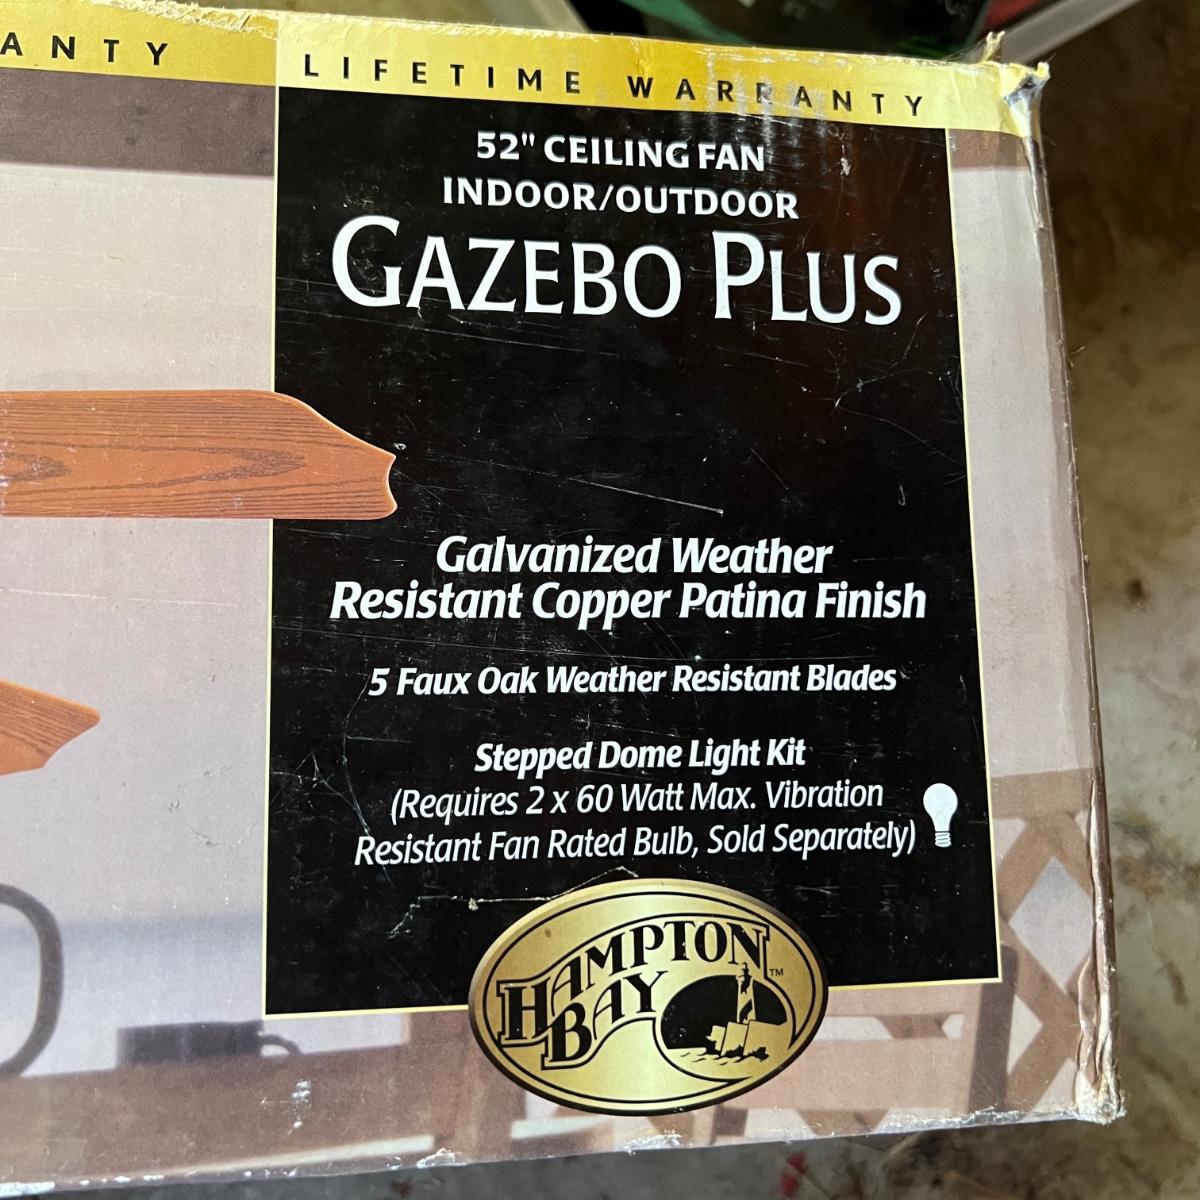 ANTY
LIFETIME WARRANTY
52" CEILING FAN
INDOOR/OUTDOOR
GAZEBO PLUS
Galvanized Weather
Resistant Copper Patina Finish
5 Faux Oak Weather Resistant Blades
Stepped Dome Light Kit
(Requires 2 x 60 Watt Max. Vibration
Resistant Fan Rated Bulb, Sold Separately)
HAMPTON
BAY™